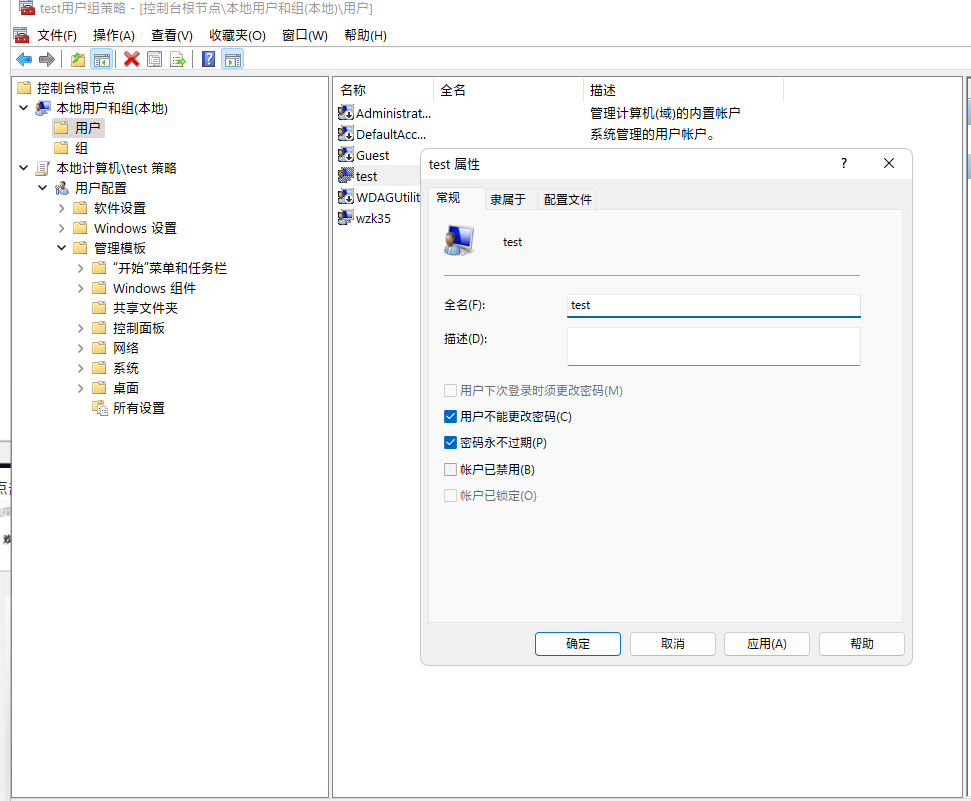 test用户组策略 - [控制台根节点\本地用户和组(本地)\用户]
文件(F) 操作(A) 查看(V) 收藏夹(O) 窗口(W) 帮助(H)
控制台根节点
本地用户和组(本地)
用户
组
本地计算机\test 策略
用户配置
软件设置
Windows 设置
管理模板
"开始"菜单和任务栏
Windows 组件
共享文件夹
控制面板
网络
系统
桌面
所有设置
名称 全名 描述
Administrat... 管理计算机(域)的内置帐户
DefaultAcc... 系统管理的用户帐户。
Guest
test
WDAGUtilit
wzk35
test 属性
常规 隶属于 配置文件
test
全名(F): test
描述(D):
用户下次登录时须更改密码(M)
用户不能更改密码(C)
密码永不过期(P)
帐户已禁用(B)
帐户已锁定(O)
确定 取消 应用(A) 帮助